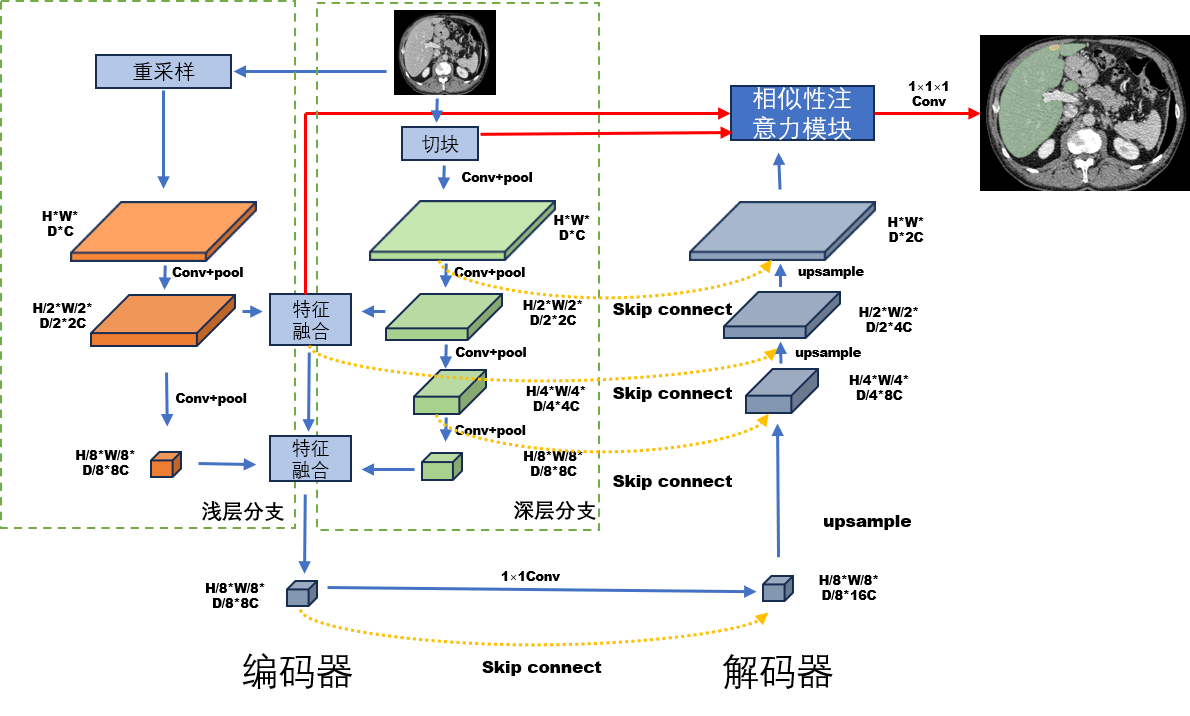 重采样
切块
相似性注
意力模块
1×1×1
Conv
Conv+pool
H*W*
D*C
H*W*
D*C
H*W*
D*2C
Conv+pool
Conv+pool
upsample
H/2*W/2*
D/2*2C
特征
融合
H/2*W/2*
D/2*2C
Skip connect
H/2*W/2*
D/2*4C
Conv+pool
upsample
Conv+pool
H/4*W/4*
D/4*4C
Skip connect
H/4*W/4*
D/4*8C
Conv+pool
H/8*W/8*
D/8*8C
特征
融合
H/8*W/8*
D/8*8C
Skip connect
浅层分支
深层分支
upsample
H/8*W/8*
D/8*8C
1×1Conv
H/8*W/8*
D/8*16C
编码器
Skip connect
解码器